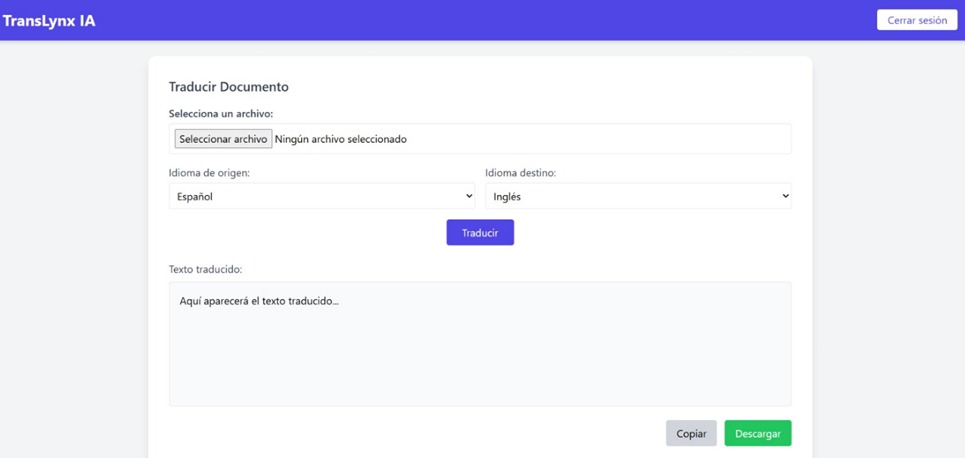 TransLynx IA
Cerrar sesión
Traducir Documento
Selecciona un archivo:
Seleccionar archivo Ningún archivo seleccionado
Idioma de origen: Idioma destino:
Español Inglés
Traducir
Texto traducido:
Aquí aparecerá el texto traducido...
Copiar Descargar